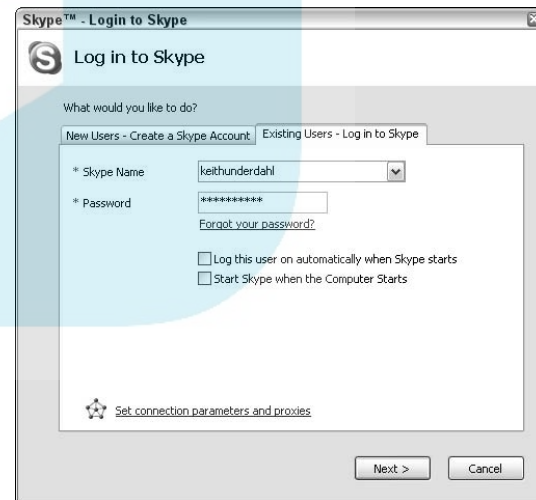 Skype™ - Login to Skype
Log in to Skype
What would you like to do?
New Users - Create a Skype Account
Existing Users - Log in to Skype
* Skype Name
keithunderdahl
* Password
**********
Forgot your password?
Log this user on automatically when Skype starts
Start Skype when the Computer Starts
Set connection parameters and proxies
Next >
Cancel